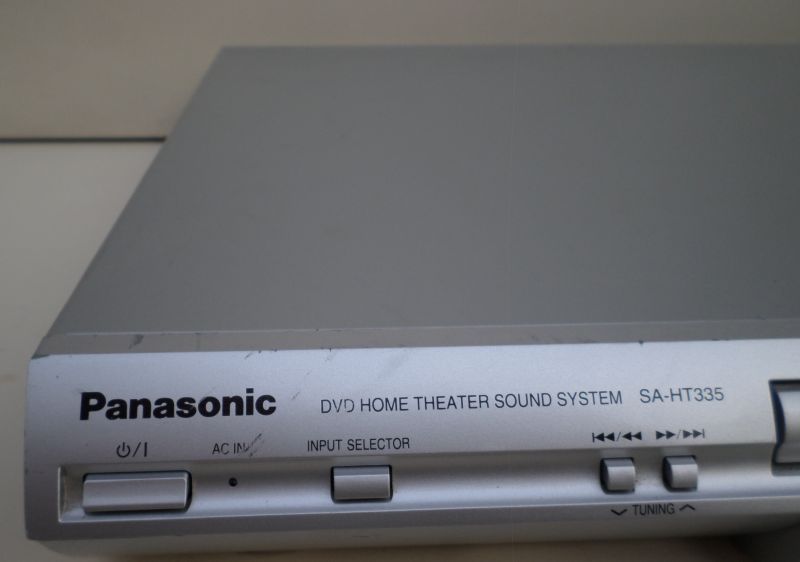 Panasonic DVD HOME THEATER SOUND SYSTEM SA-HT335
⏻/I AC IN INPUT SELECTOR ⏮/⏪ ⏩/⏭
∨ TUNING ∧